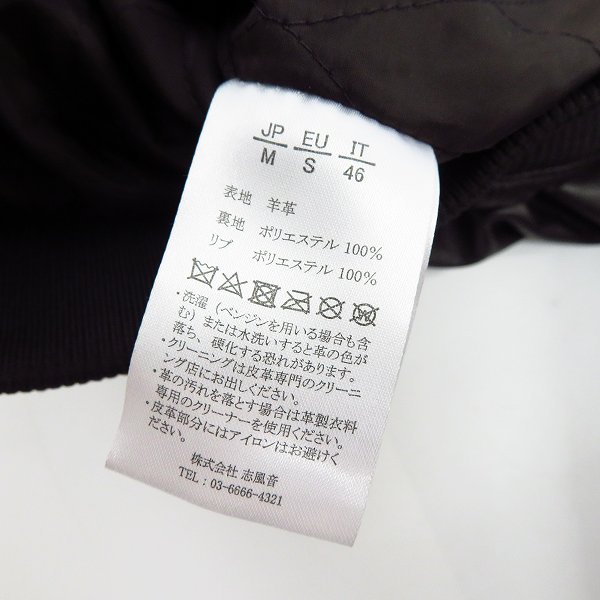 JP EU IT
M S 46
表地 羊革
裏地 ポリエステル 100%
リブ ポリエステル 100%
・洗濯(ベンジンを用いる場合も含
む)または水洗いすると革の色が
落ち、硬化する恐れがあります。
・クリーニングは皮革専門のクリーニ
ング店にお出しください。
・革の汚れを落とす場合は革製衣料
専用のクリーナーを使用ください。
・皮革部分にはアイロンはお避けく
ださい。
株式会社 志風音
TEL: 03-6666-4321